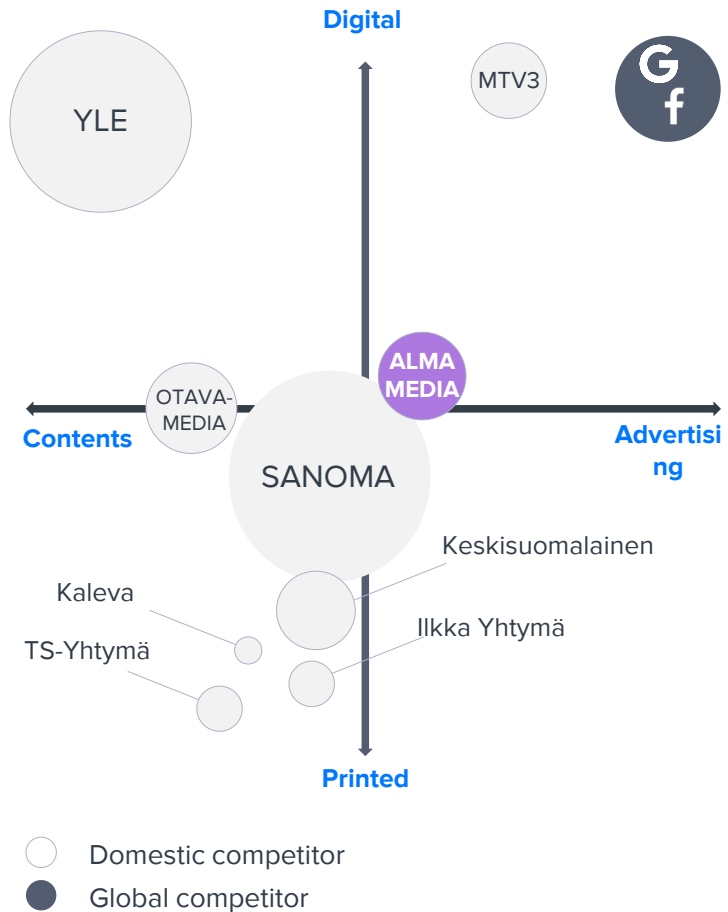 Digital
YLE
MTV3
G
f
ALMA
MEDIA
OTAVA-
MEDIA
Contents
Advertisi
ng
SANOMA
Keskisuomalainen
Kaleva
Ilkka Yhtymä
TS-Yhtymä
Printed
Domestic competitor
Global competitor